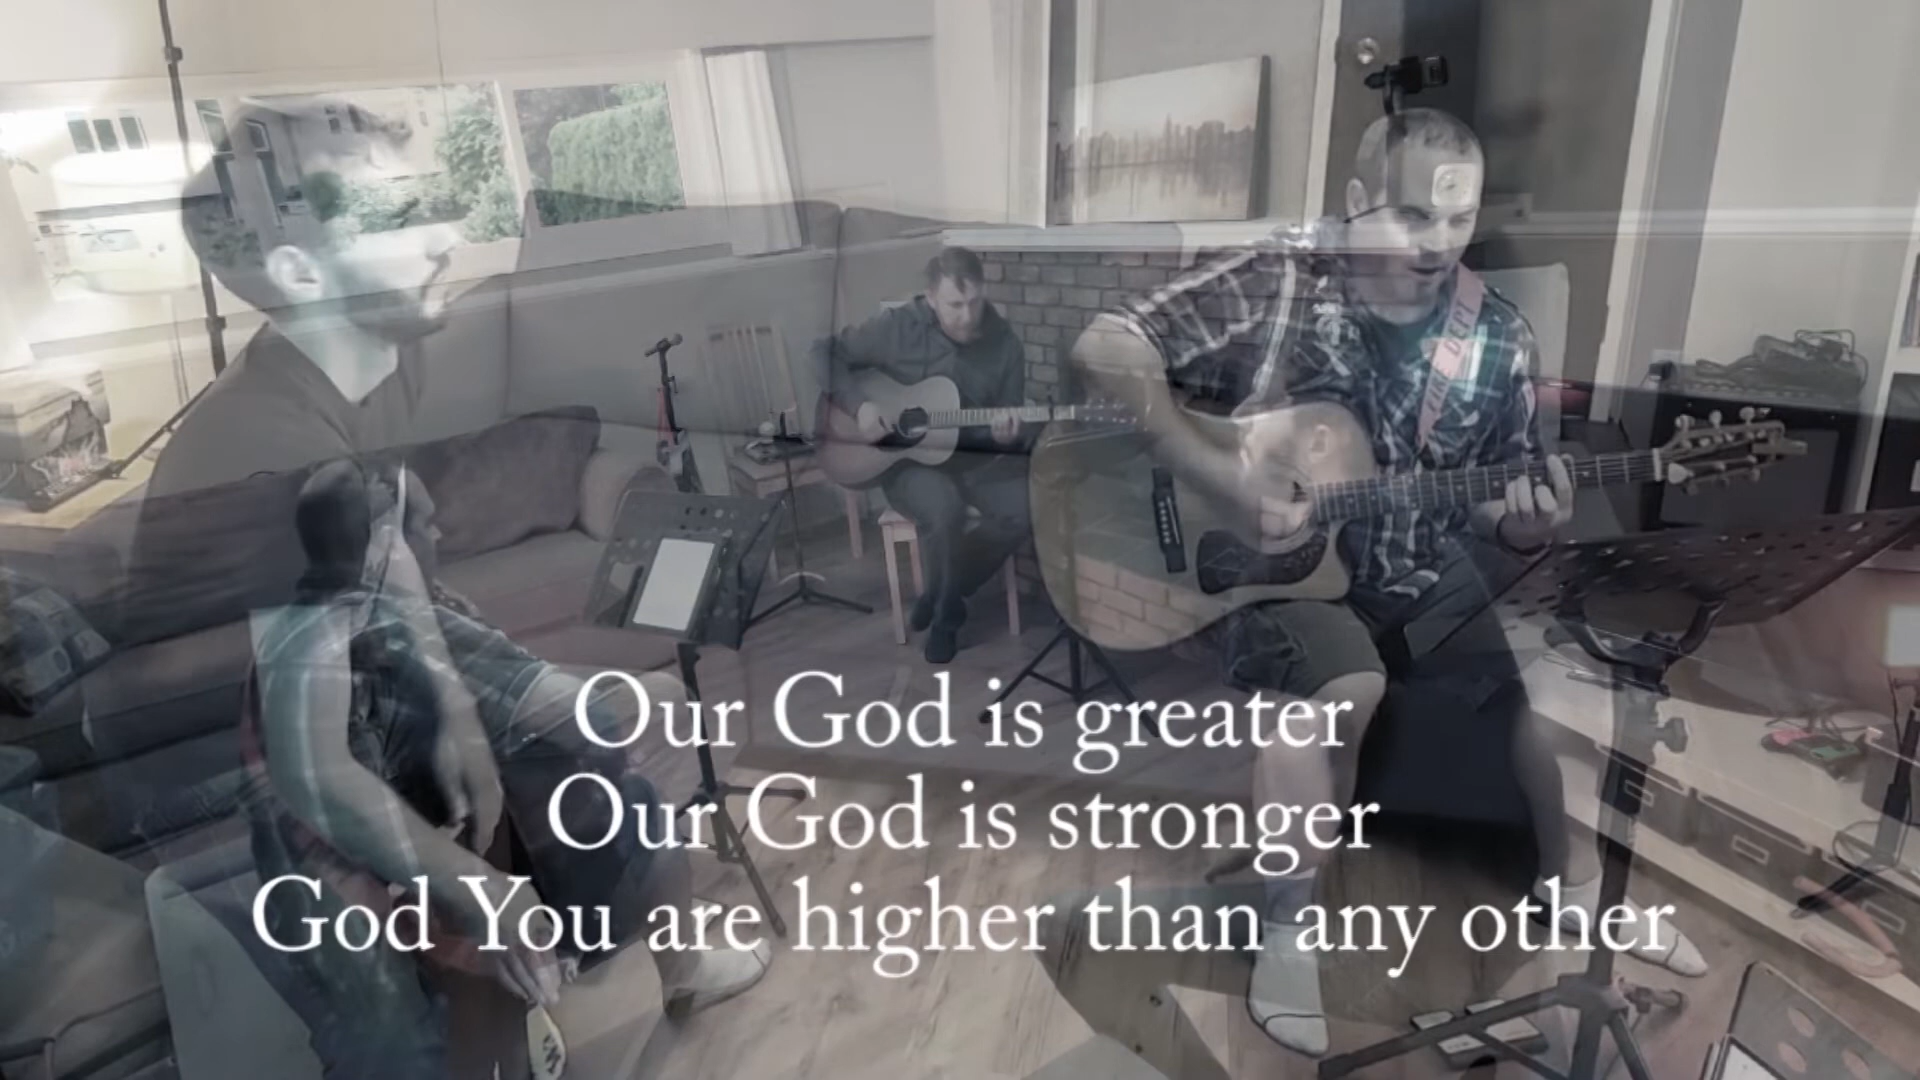 Our God is greater
Our God is stronger
God You are higher than any other